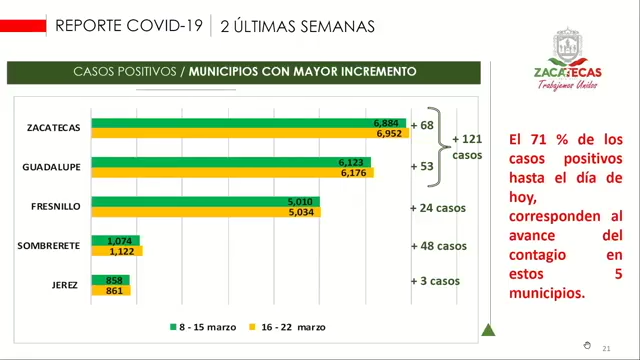 REPORTE COVID-19 | 2 ÚLTIMAS SEMANAS
ZACATECAS
Trabajemos Unidos
CASOS POSITIVOS / MUNICIPIOS CON MAYOR INCREMENTO
ZACATECAS
6,884
6,952
+ 68
GUADALUPE
6,123
6,176
+ 53
+ 121
casos
FRESNILLO
5,010
5,034
+ 24 casos
SOMBRERETE
1,074
1,122
+ 48 casos
JEREZ
858
861
+ 3 casos
8 - 15 marzo
16 - 22 marzo
El 71 % de los
casos positivos
hasta el día de
hoy,
corresponden al
avance del
contagio en
estos 5
municipios.
21